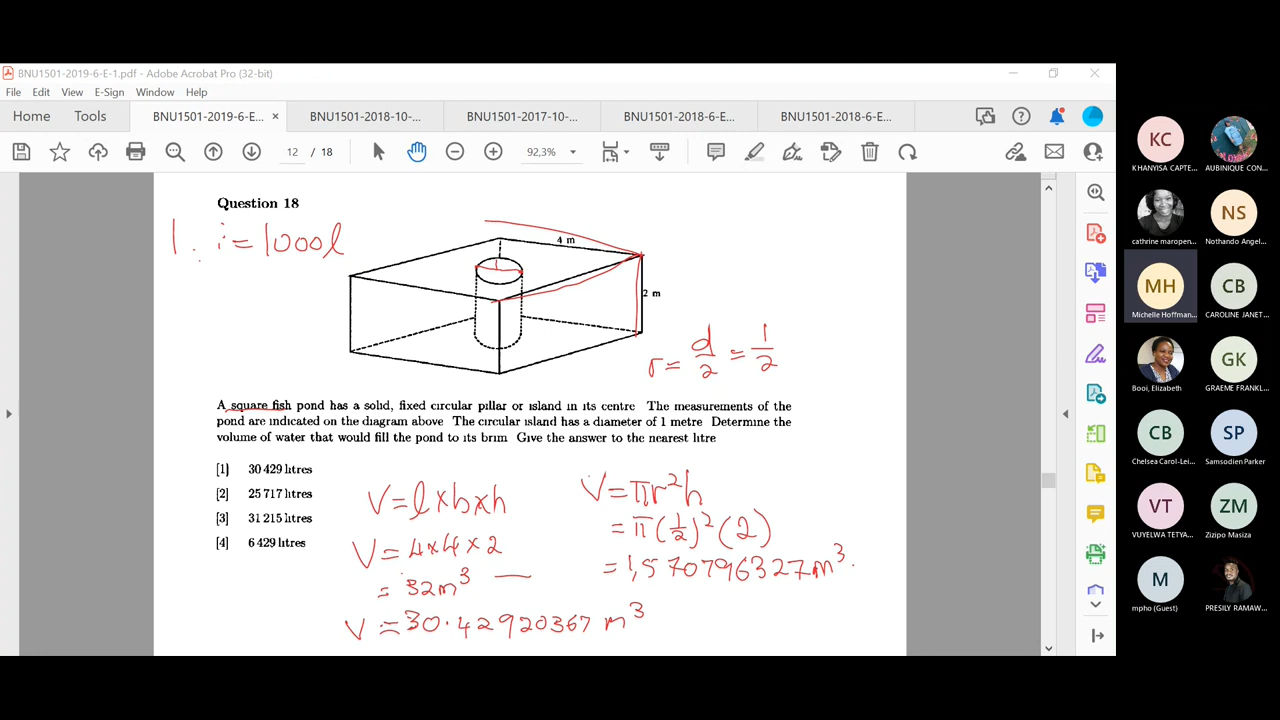 BNU1501-2019-6-E-1.pdf - Adobe Acrobat Pro (32-bit)
File Edit View E-Sign Window Help
Home Tools BNU1501-2019-6-E... × BNU1501-2018-10-... BNU1501-2017-10-... BNU1501-2018-6-E... BNU1501-2018-6-E...
12 / 18 92,3%
Question 18
= 1000l
4 m
2 m
r = d/2 = 1/2
A square fish pond has a solid, fixed circular pillar or island in its centre The measurements of the
pond are indicated on the diagram above The circular island has a diameter of 1 metre Determine the
volume of water that would fill the pond to its brim Give the answer to the nearest litre
[1] 30 429 litres
[2] 25 717 litres
[3] 31 215 litres
[4] 6 429 litres
V = l × b × h
V = 4 × 4 × 2
= 32m³ —
V = 30.42920367 m³
V = πr²h
= π(1/2)²(2)
= 1,570796327m³.
KC
KHANYISA CAPTE...
AUBINIQUE CON...
cathrine maropen...
NS
Nothando Angel...
MH
Michelle Hoffman...
CB
CAROLINE JANET...
Booi, Elizabeth
GK
GRAEME FRANKL...
CB
Chelsea Carol-Lei...
SP
Samsodien Parker
VT
VUYELWA TETYA...
ZM
Zizipo Masiza
M
mpho (Guest)
PRESILY RAMAW...